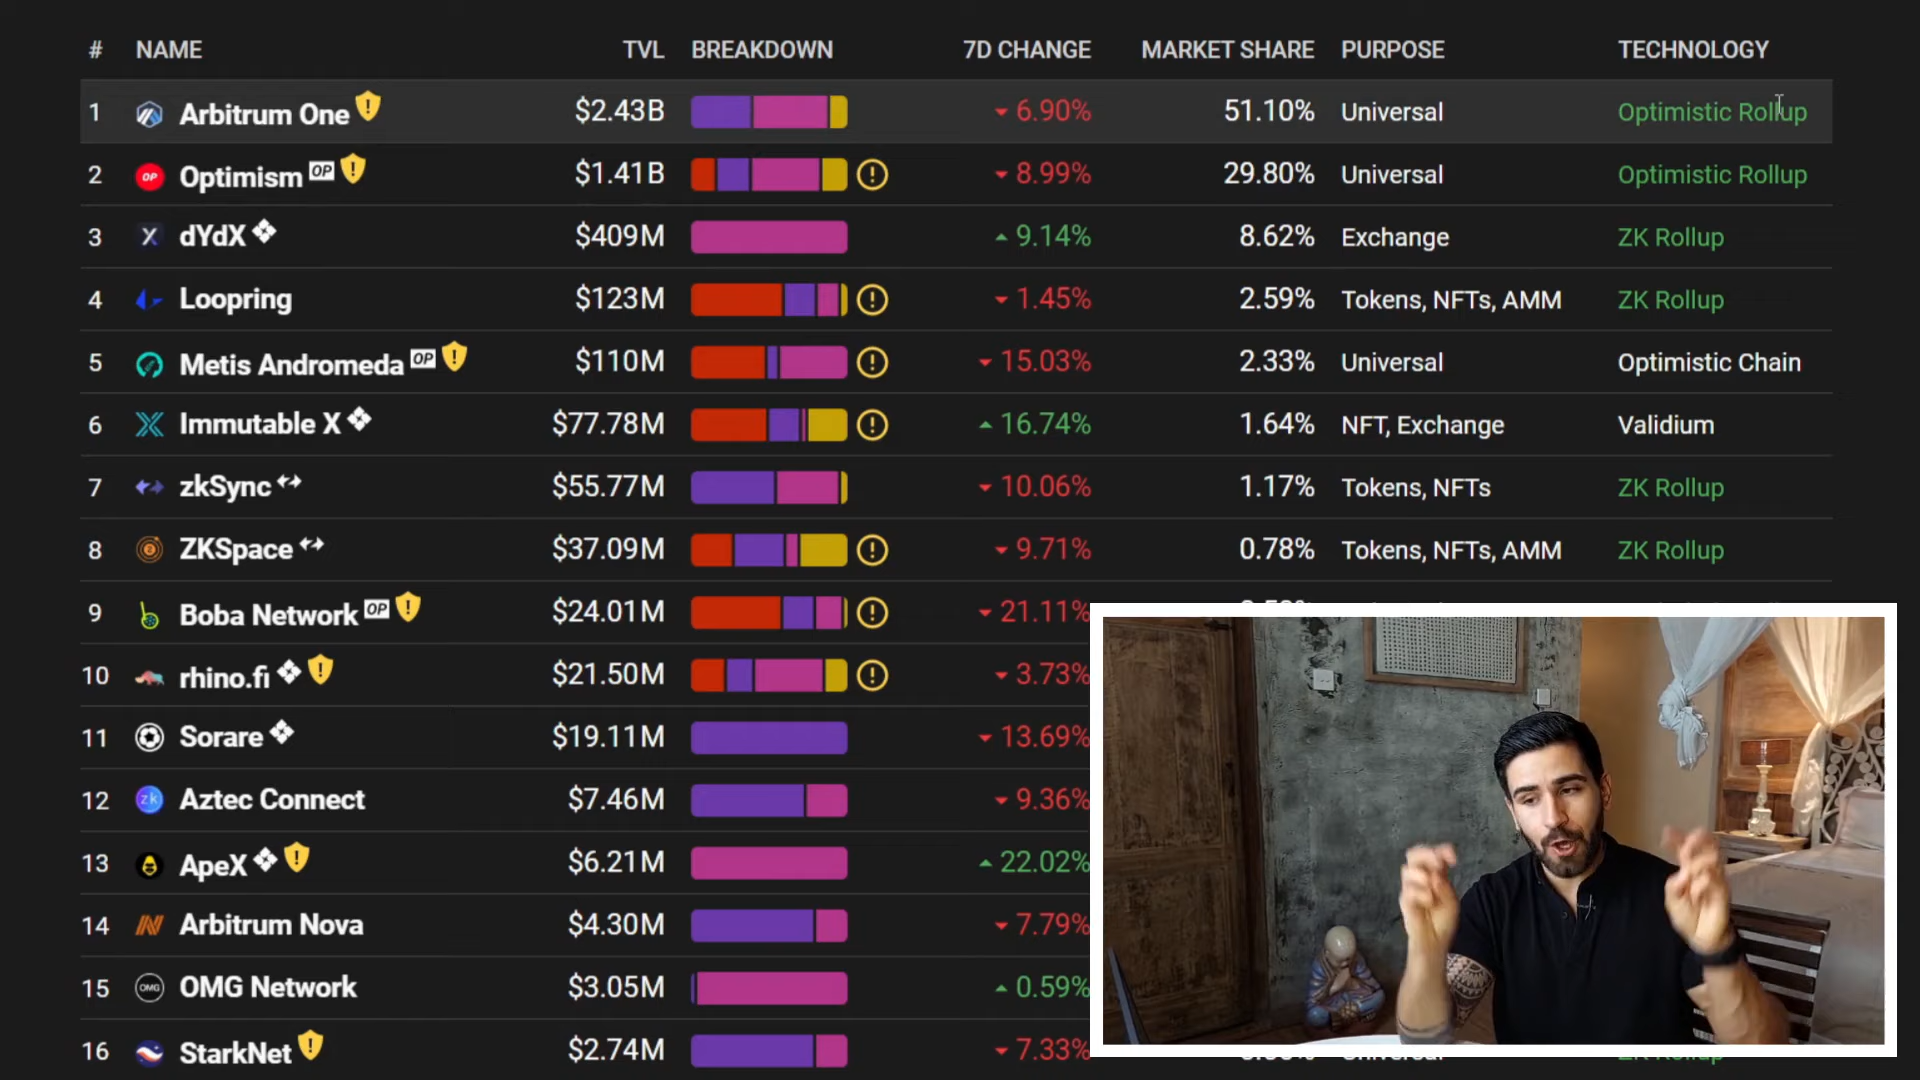 # NAME TVL BREAKDOWN 7D CHANGE MARKET SHARE PURPOSE TECHNOLOGY
1 Arbitrum One $2.43B 6.90% 51.10% Universal Optimistic Rollup
2 Optimism OP $1.41B 8.99% 29.80% Universal Optimistic Rollup
3 dYdX $409M 9.14% 8.62% Exchange ZK Rollup
4 Loopring $123M 1.45% 2.59% Tokens, NFTs, AMM ZK Rollup
5 Metis Andromeda OP $110M 15.03% 2.33% Universal Optimistic Chain
6 Immutable X $77.78M 16.74% 1.64% NFT, Exchange Validium
7 zkSync $55.77M 10.06% 1.17% Tokens, NFTs ZK Rollup
8 ZKSpace $37.09M 9.71% 0.78% Tokens, NFTs, AMM ZK Rollup
9 Boba Network OP $24.01M 21.11%
10 rhino.fi $21.50M 3.73%
11 Sorare $19.11M 13.69%
12 Aztec Connect $7.46M 9.36%
13 ApeX $6.21M 22.02%
14 Arbitrum Nova $4.30M 7.79%
15 OMG Network $3.05M 0.59%
16 StarkNet $2.74M 7.33%